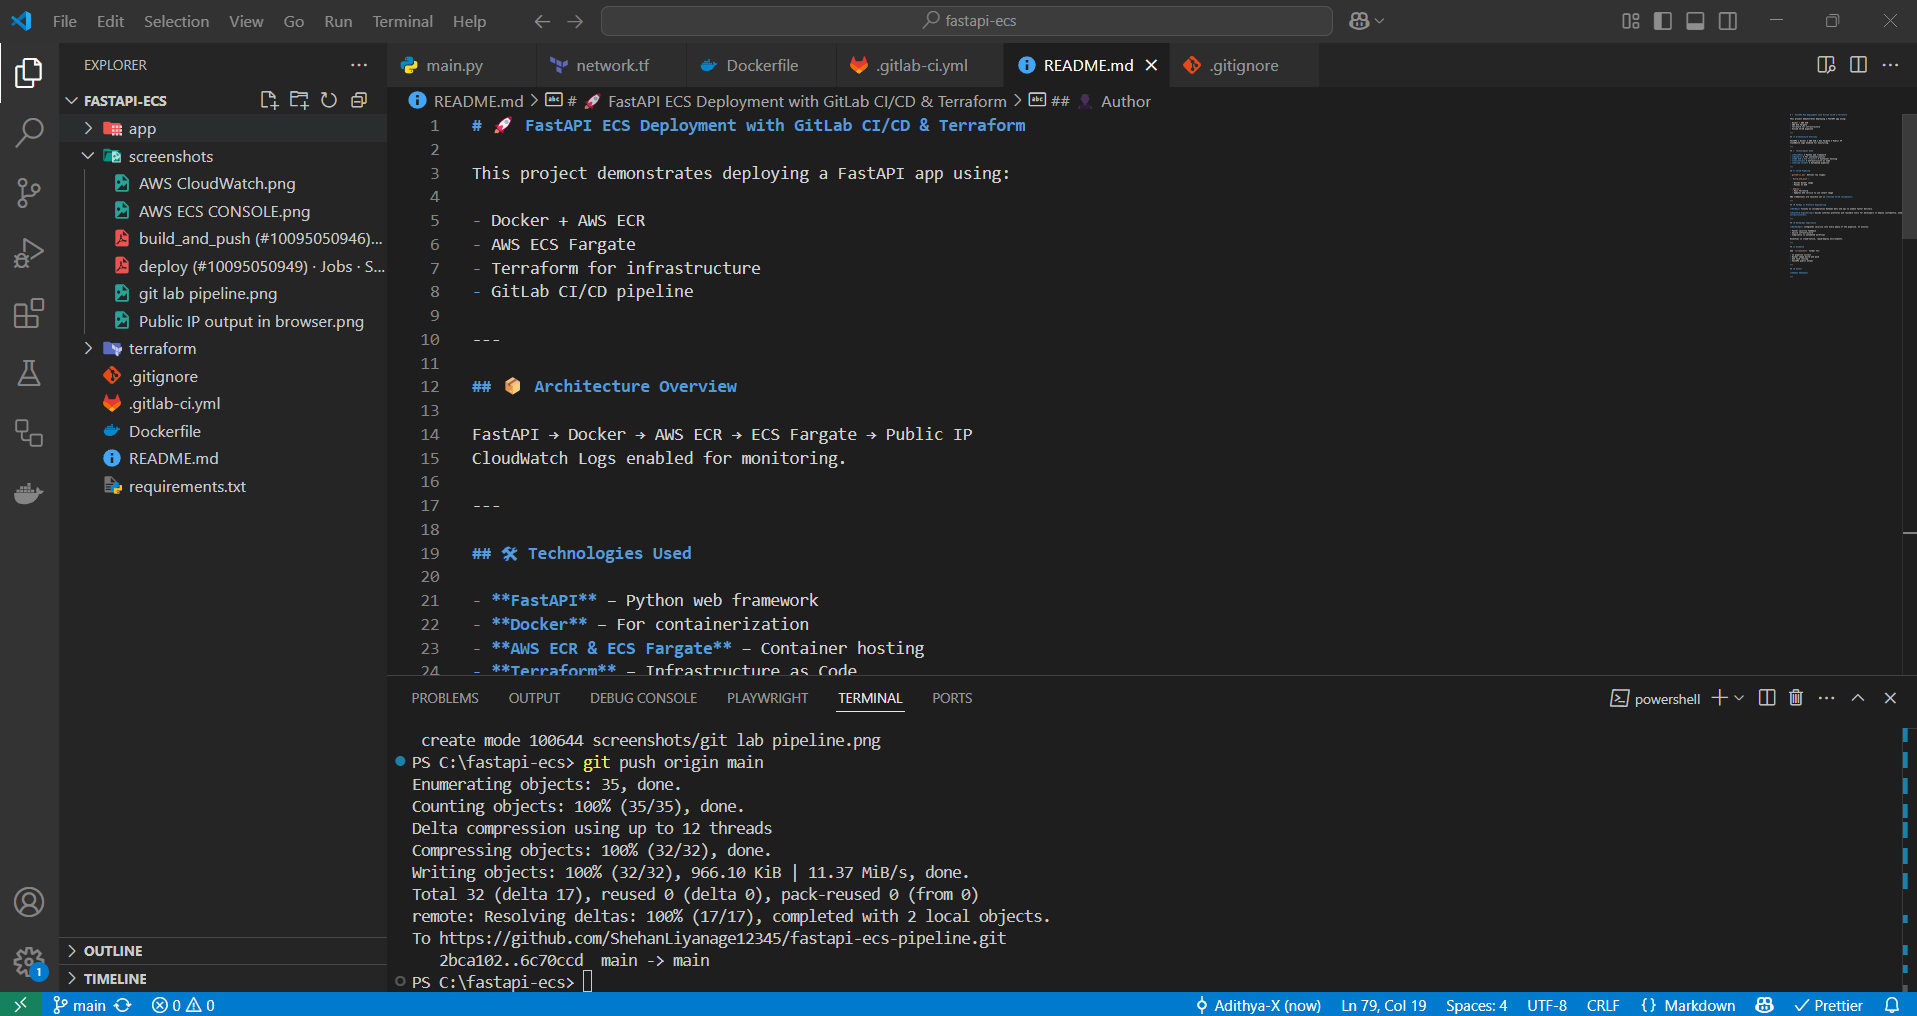 File Edit Selection View Go Run Terminal Help
fastapi-ecs
EXPLORER
main.py network.tf Dockerfile .gitlab-ci.yml README.md .gitignore
FASTAPI-ECS
README.md > # 🚀 FastAPI ECS Deployment with GitLab CI/CD & Terraform > ## 👤 Author
app
screenshots
AWS CloudWatch.png
AWS ECS CONSOLE.png
build_and_push (#10095050946)...
deploy (#10095050949) · Jobs · S...
git lab pipeline.png
Public IP output in browser.png
terraform
.gitignore
.gitlab-ci.yml
Dockerfile
README.md
requirements.txt
OUTLINE
TIMELINE
1 # 🚀 FastAPI ECS Deployment with GitLab CI/CD & Terraform
2
3 This project demonstrates deploying a FastAPI app using:
4
5 - Docker + AWS ECR
6 - AWS ECS Fargate
7 - Terraform for infrastructure
8 - GitLab CI/CD pipeline
9
10 ---
11
12 ## 📦 Architecture Overview
13
14 FastAPI → Docker → AWS ECR → ECS Fargate → Public IP
15 CloudWatch Logs enabled for monitoring.
16
17 ---
18
19 ## 🛠 Technologies Used
20
21 - **FastAPI** – Python web framework
22 - **Docker** – For containerization
23 - **AWS ECR & ECS Fargate** – Container hosting
24 - **Terraform** – Infrastructure as Code
PROBLEMS OUTPUT DEBUG CONSOLE PLAYWRIGHT TERMINAL PORTS
powershell
create mode 100644 screenshots/git lab pipeline.png
PS C:\fastapi-ecs> git push origin main
Enumerating objects: 35, done.
Counting objects: 100% (35/35), done.
Delta compression using up to 12 threads
Compressing objects: 100% (32/32), done.
Writing objects: 100% (32/32), 966.10 KiB | 11.37 MiB/s, done.
Total 32 (delta 17), reused 0 (delta 0), pack-reused 0 (from 0)
remote: Resolving deltas: 100% (17/17), completed with 2 local objects.
To https://github.com/ShehanLiyanage12345/fastapi-ecs-pipeline.git
2bca102..6c70ccd main -> main
PS C:\fastapi-ecs>
1
main 0 0 Adithya-X (now) Ln 79, Col 19 Spaces: 4 UTF-8 CRLF {} Markdown Prettier